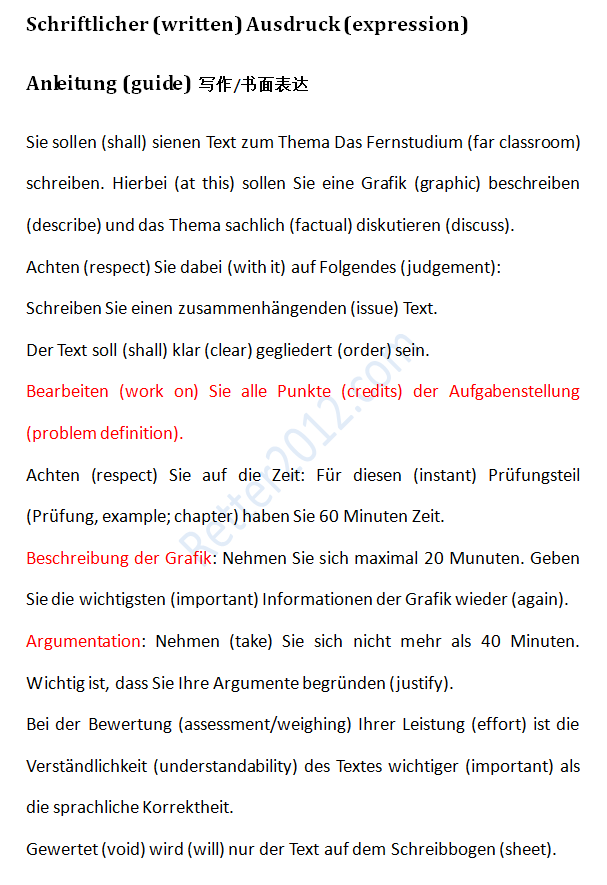 Schriftlicher (written) Ausdruck (expression)
Anleitung (guide) 写作/书面表达
Sie sollen (shall) sienen Text zum Thema Das Fernstudium (far classroom)
schreiben. Hierbei (at this) sollen Sie eine Grafik (graphic) beschreiben
(describe) und das Thema sachlich (factual) diskutieren (discuss).
Achten (respect) Sie dabei (with it) auf Folgendes (judgement):
Schreiben Sie einen zusammenhängenden (issue) Text.
Der Text soll (shall) klar (clear) gegliedert (order) sein.
Bearbeiten (work on) Sie alle Punkte (credits) der Aufgabenstellung
(problem definition).
Achten (respect) Sie auf die Zeit: Für diesen (instant) Prüfungsteil
(Prüfung, example; chapter) haben Sie 60 Minuten Zeit.
Beschreibung der Grafik: Nehmen Sie sich maximal 20 Munuten. Geben
Sie die wichtigsten (important) Informationen der Grafik wieder (again).
Argumentation: Nehmen (take) Sie sich nicht mehr als 40 Minuten.
Wichtig ist, dass Sie Ihre Argumente begründen (justify).
Bei der Bewertung (assessment/weighing) Ihrer Leistung (effort) ist die
Verständlichkeit (understandability) des Textes wichtiger (important) als
die sprachliche Korrektheit.
Gewertet (void) wird (will) nur der Text auf dem Schreibbogen (sheet).
Retter2012.com